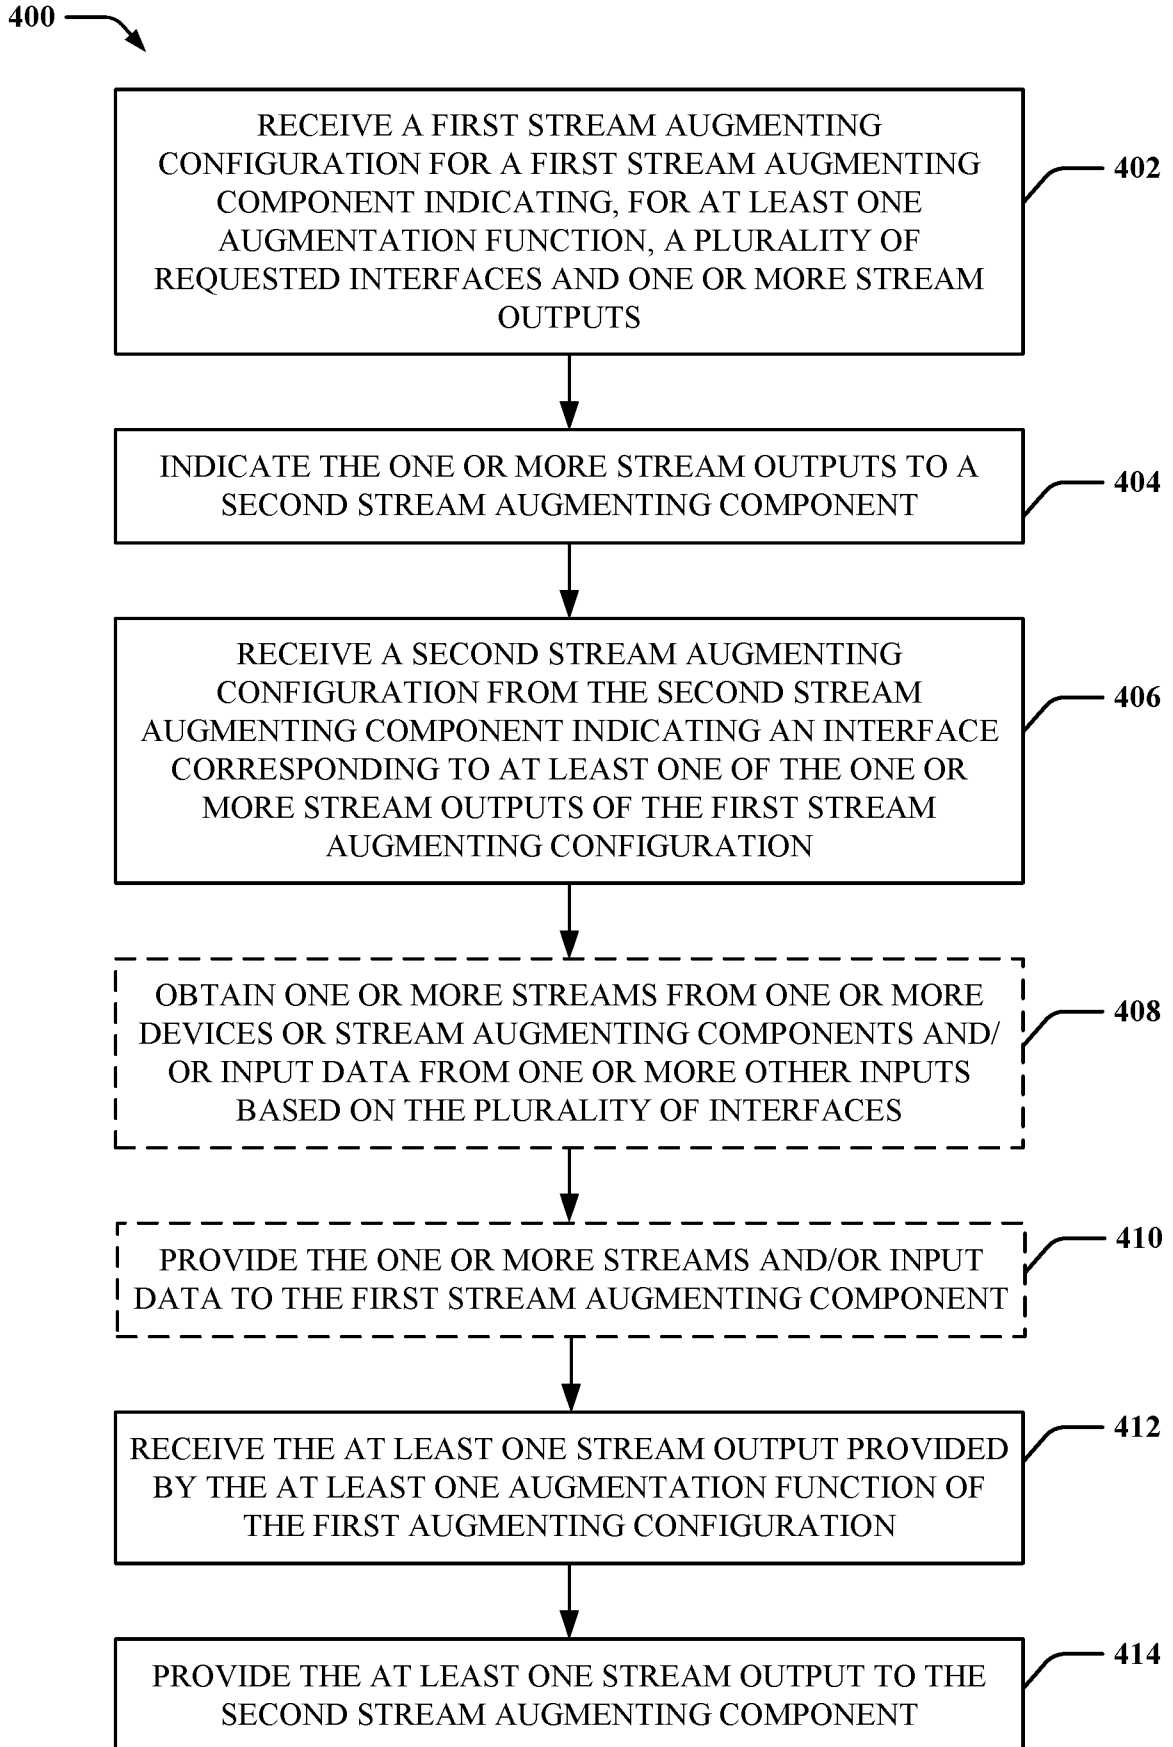 400
RECEIVE A FIRST STREAM AUGMENTING
CONFIGURATION FOR A FIRST STREAM AUGMENTING
COMPONENT INDICATING, FOR AT LEAST ONE
AUGMENTATION FUNCTION, A PLURALITY OF
REQUESTED INTERFACES AND ONE OR MORE STREAM
OUTPUTS
402
INDICATE THE ONE OR MORE STREAM OUTPUTS TO A
SECOND STREAM AUGMENTING COMPONENT
404
RECEIVE A SECOND STREAM AUGMENTING
CONFIGURATION FROM THE SECOND STREAM
AUGMENTING COMPONENT INDICATING AN INTERFACE
CORRESPONDING TO AT LEAST ONE OF THE ONE OR
MORE STREAM OUTPUTS OF THE FIRST STREAM
AUGMENTING CONFIGURATION
406
OBTAIN ONE OR MORE STREAMS FROM ONE OR MORE
DEVICES OR STREAM AUGMENTING COMPONENTS AND/
OR INPUT DATA FROM ONE OR MORE OTHER INPUTS
BASED ON THE PLURALITY OF INTERFACES
408
PROVIDE THE ONE OR MORE STREAMS AND/OR INPUT
DATA TO THE FIRST STREAM AUGMENTING COMPONENT
410
RECEIVE THE AT LEAST ONE STREAM OUTPUT PROVIDED
BY THE AT LEAST ONE AUGMENTATION FUNCTION OF
THE FIRST AUGMENTING CONFIGURATION
412
PROVIDE THE AT LEAST ONE STREAM OUTPUT TO THE
SECOND STREAM AUGMENTING COMPONENT
414